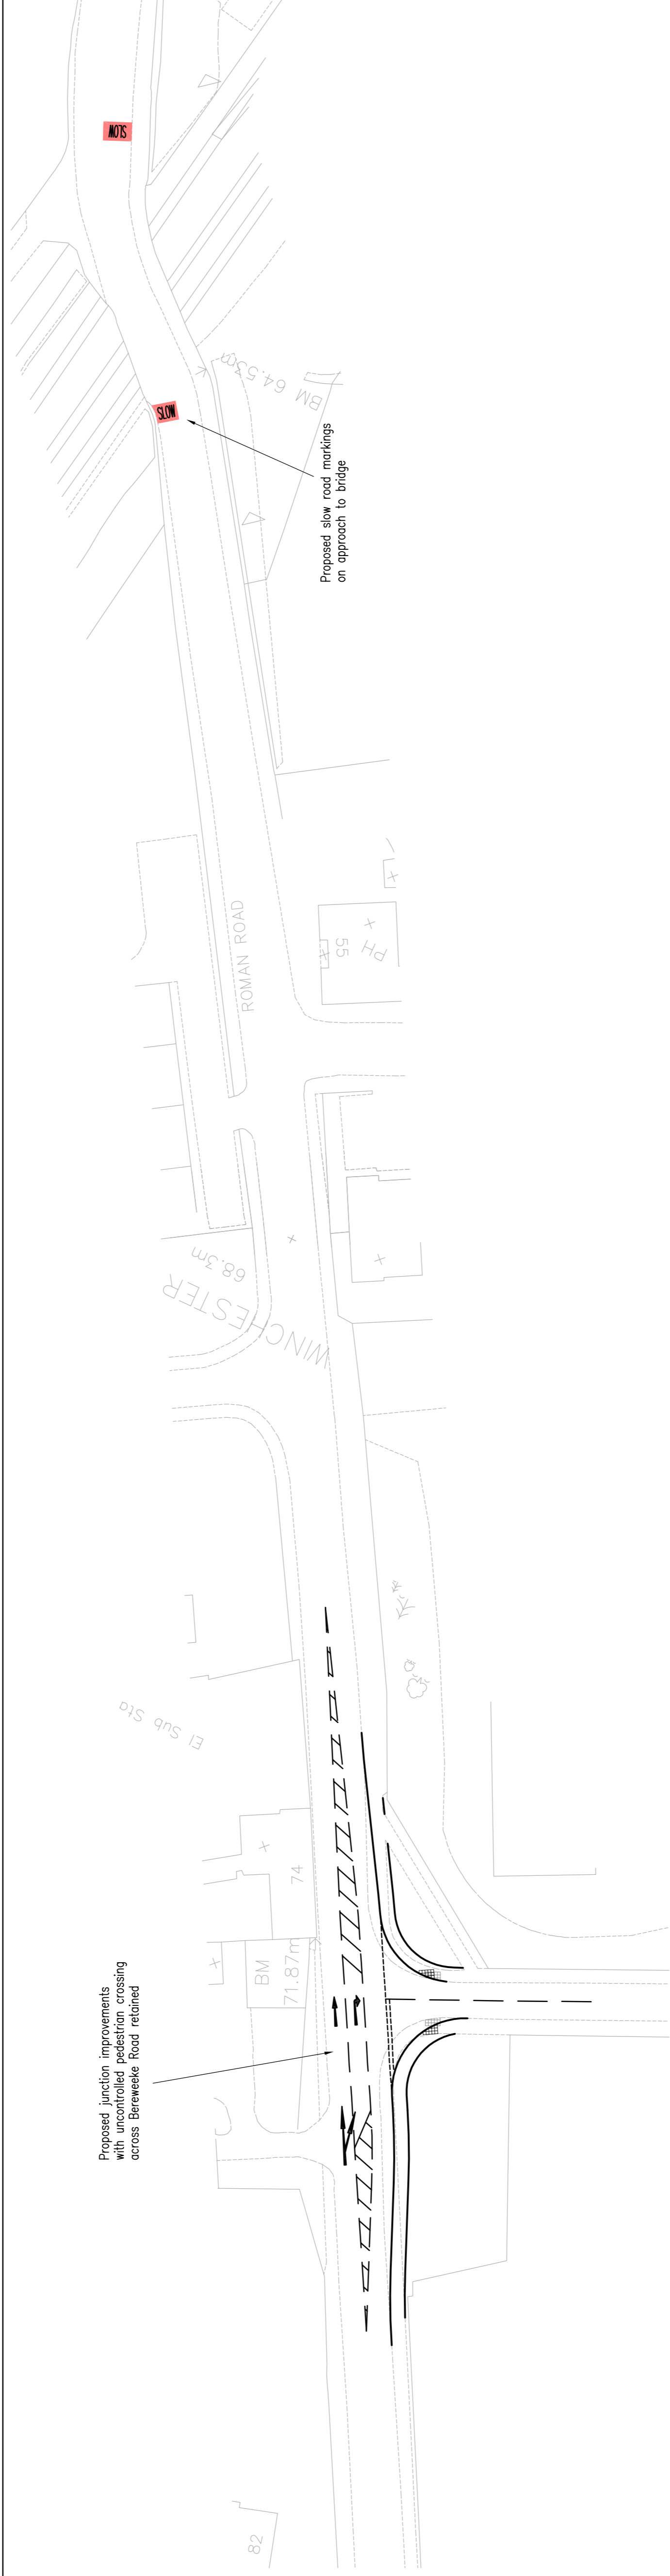 SLOW
BM 64.53m
SLOW
Proposed slow road markings
on approach to bridge
ROMAN ROAD
PH
55
68.3m
WINCHESTER
El Sub Sta
74
BM
71.87m
Proposed junction improvements
with uncontrolled pedestrian crossing
across Bereweeke Road retained
82